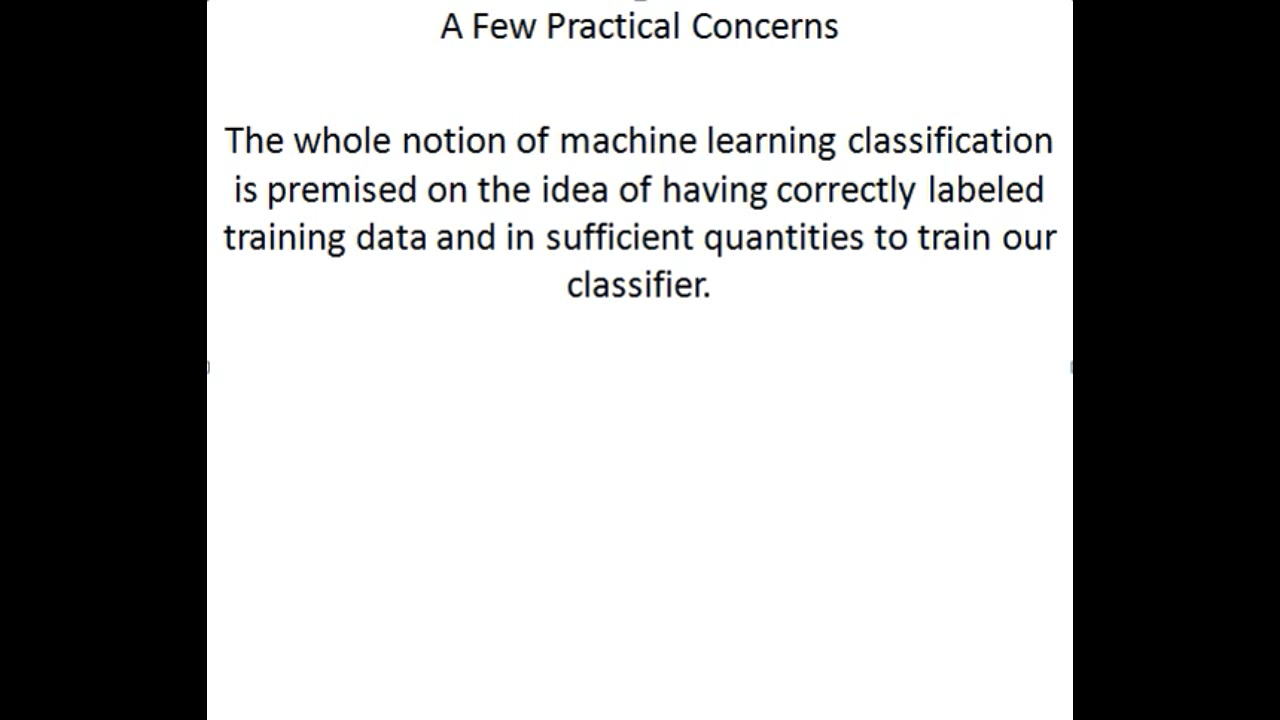 A Few Practical Concerns
The whole notion of machine learning classification
is premised on the idea of having correctly labeled
training data and in sufficient quantities to train our
classifier.